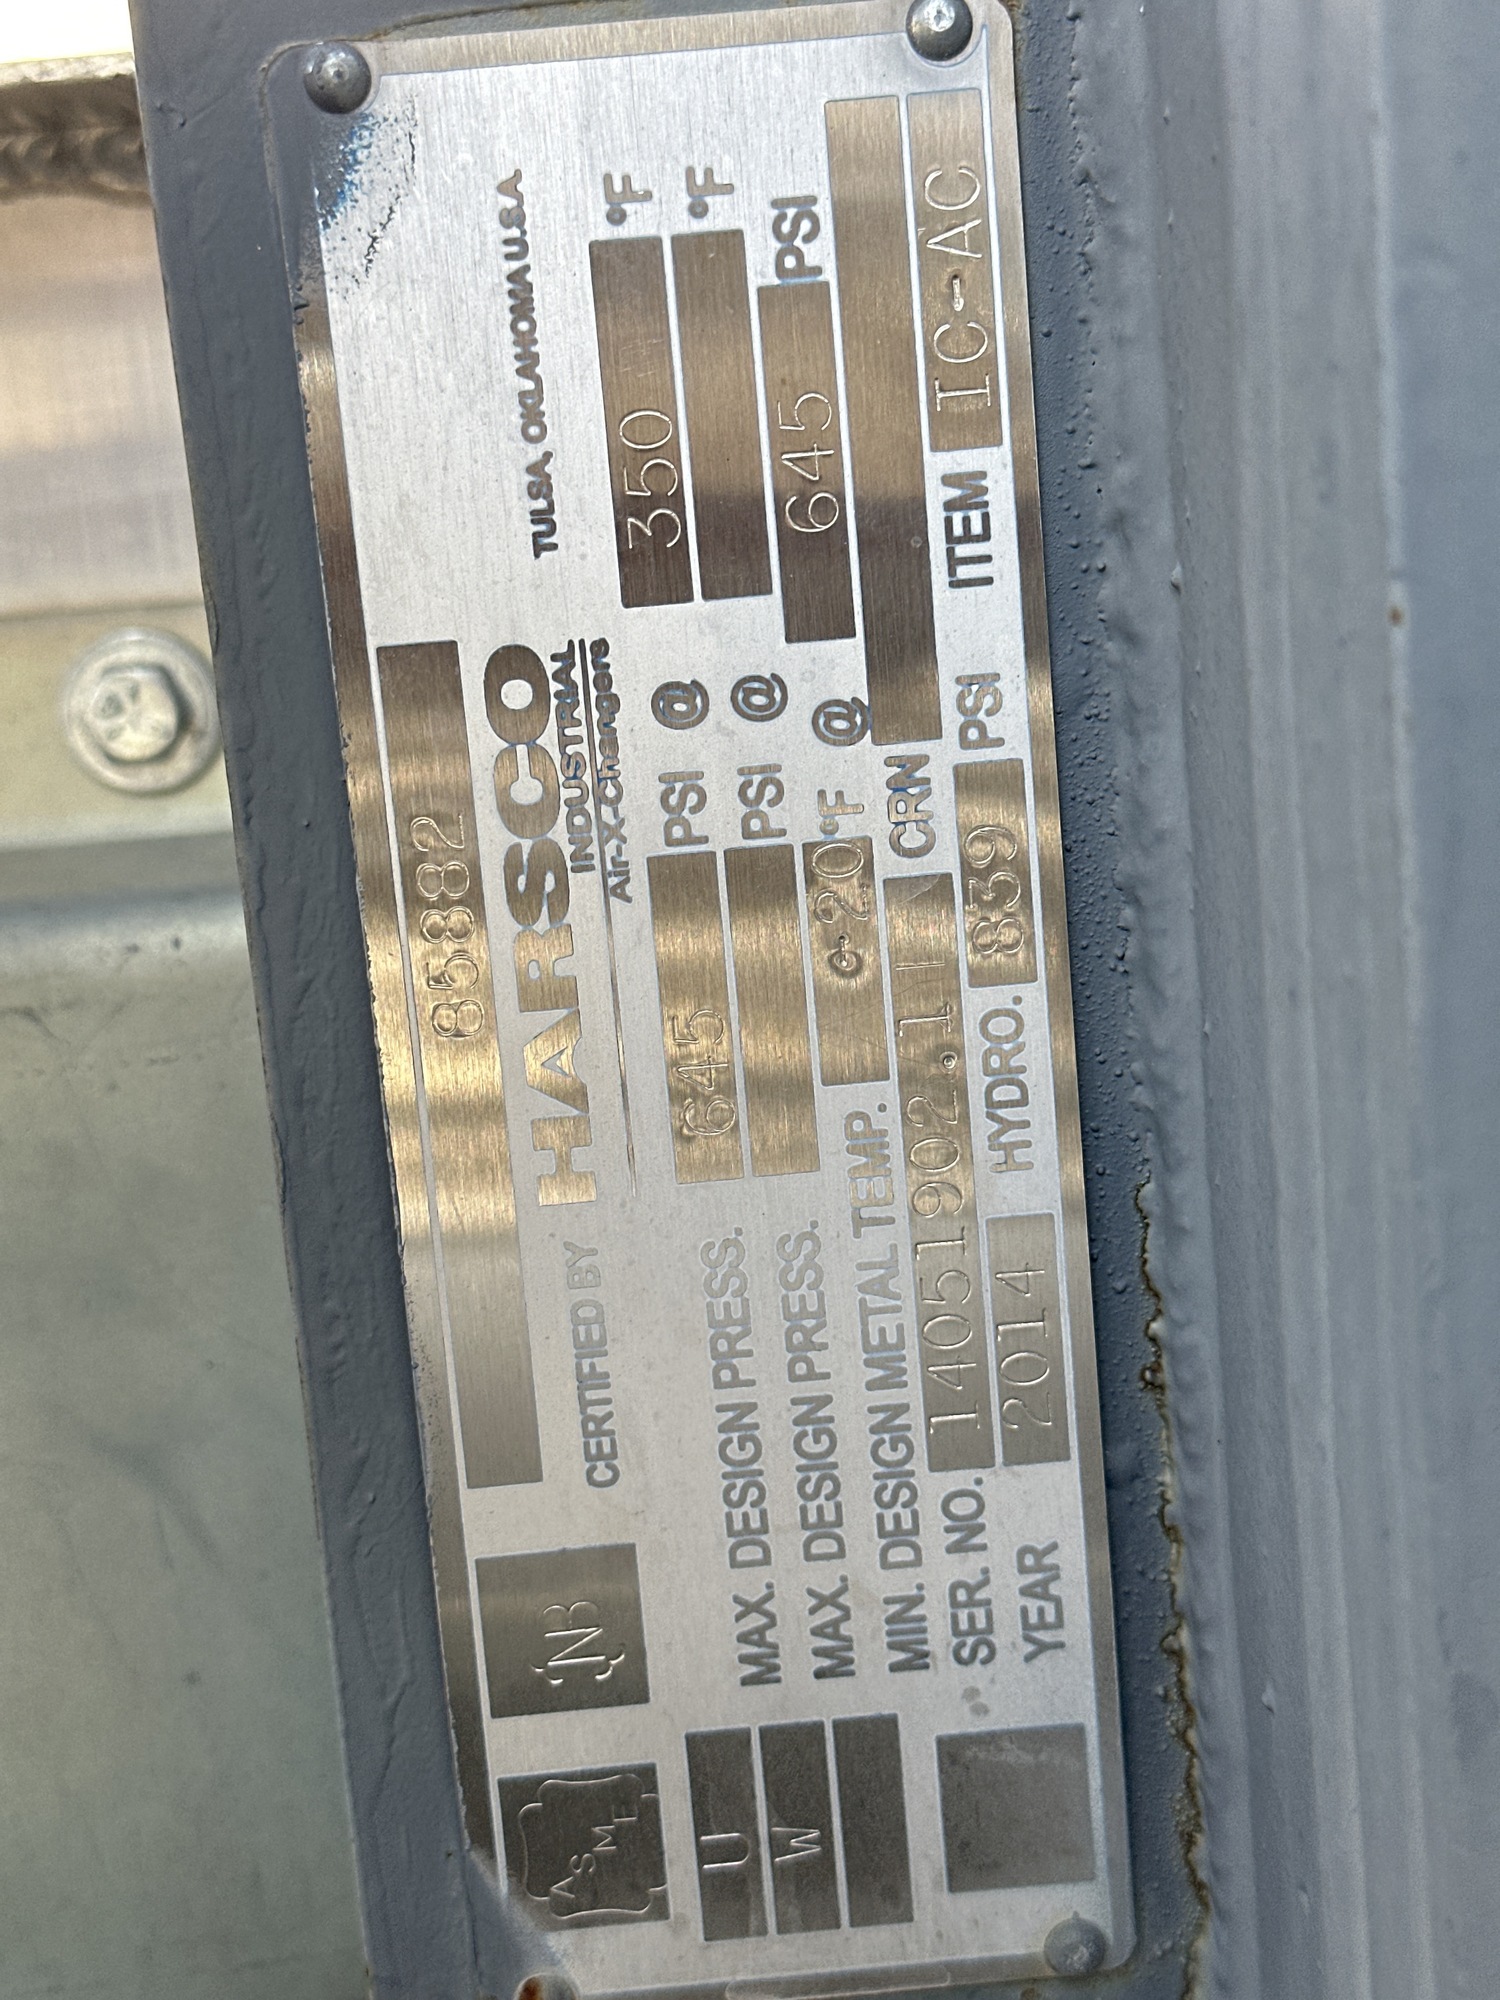 85882
ASME NB CERTIFIED BY HARSCO TULSA, OKLAHOMA U.S.A.
INDUSTRIAL
Air-X-Changers
U MAX. DESIGN PRESS. 645 PSI @ 350 °F
W MAX. DESIGN PRESS. PSI @ °F
MIN. DESIGN METAL TEMP. -20 °F @ 645 PSI
SER. NO. 14051902.1 CRN
YEAR 2014 HYDRO. 839 PSI ITEM IC-AC